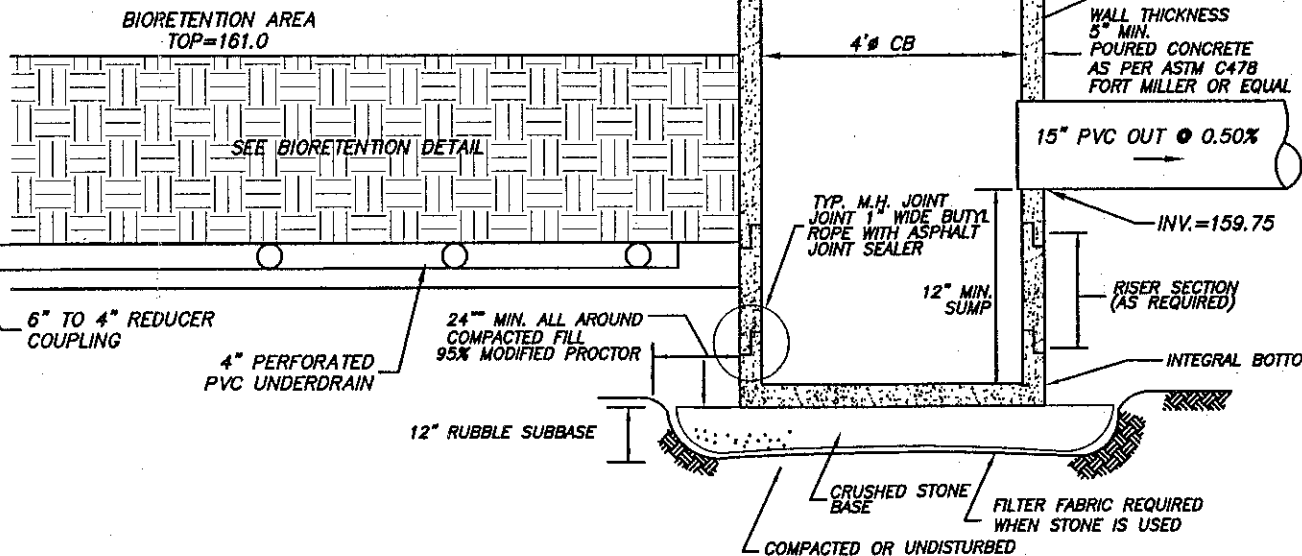 BIORETENTION AREA
TOP=161.0
SEE BIORETENTION DETAIL
6" TO 4" REDUCER
COUPLING
4" PERFORATED
PVC UNDERDRAIN
4'ø CB
WALL THICKNESS
5" MIN.
POURED CONCRETE
AS PER ASTM C478
FORT MILLER OR EQUAL
15" PVC OUT @ 0.50%
INV.=159.75
TYP. M.H. JOINT
JOINT 1" WIDE BUTYL
ROPE WITH ASPHALT
JOINT SEALER
12" MIN.
SUMP
RISER SECTION
(AS REQUIRED)
24"" MIN. ALL AROUND
COMPACTED FILL
95% MODIFIED PROCTOR
INTEGRAL BOTTO
12" RUBBLE SUBBASE
CRUSHED STONE
BASE
FILTER FABRIC REQUIRED
WHEN STONE IS USED
COMPACTED OR UNDISTURBED